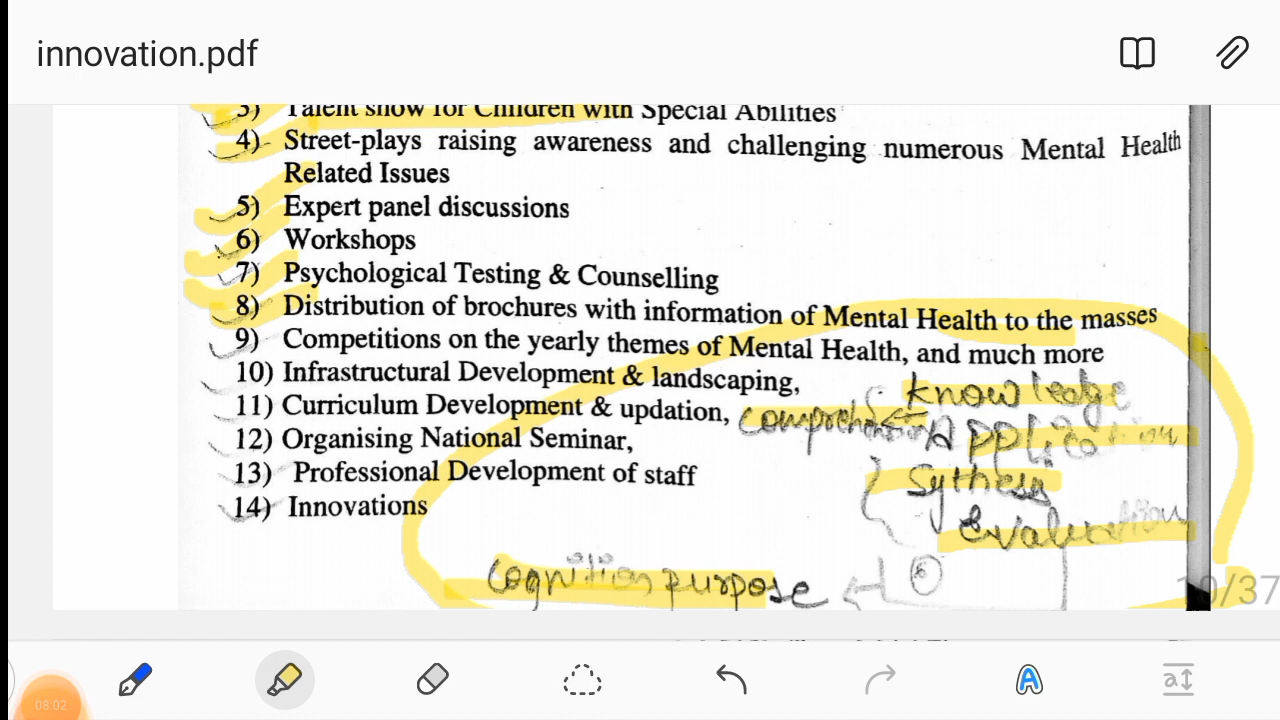 innovation.pdf
3) Talent show for Children with Special Abilities
4) Street-plays raising awareness and challenging numerous Mental Health
Related Issues
5) Expert panel discussions
6) Workshops
7) Psychological Testing & Counselling
8) Distribution of brochures with information of Mental Health to the masses
9) Competitions on the yearly themes of Mental Health, and much more
10) Infrastructural Development & landscaping,
knowledge
11) Curriculum Development & updation,
Application
12) Organising National Seminar,
13) Professional Development of staff
Sythesis
14) Innovations
Evaluation
Cognition purpose
6
10/37
08:02